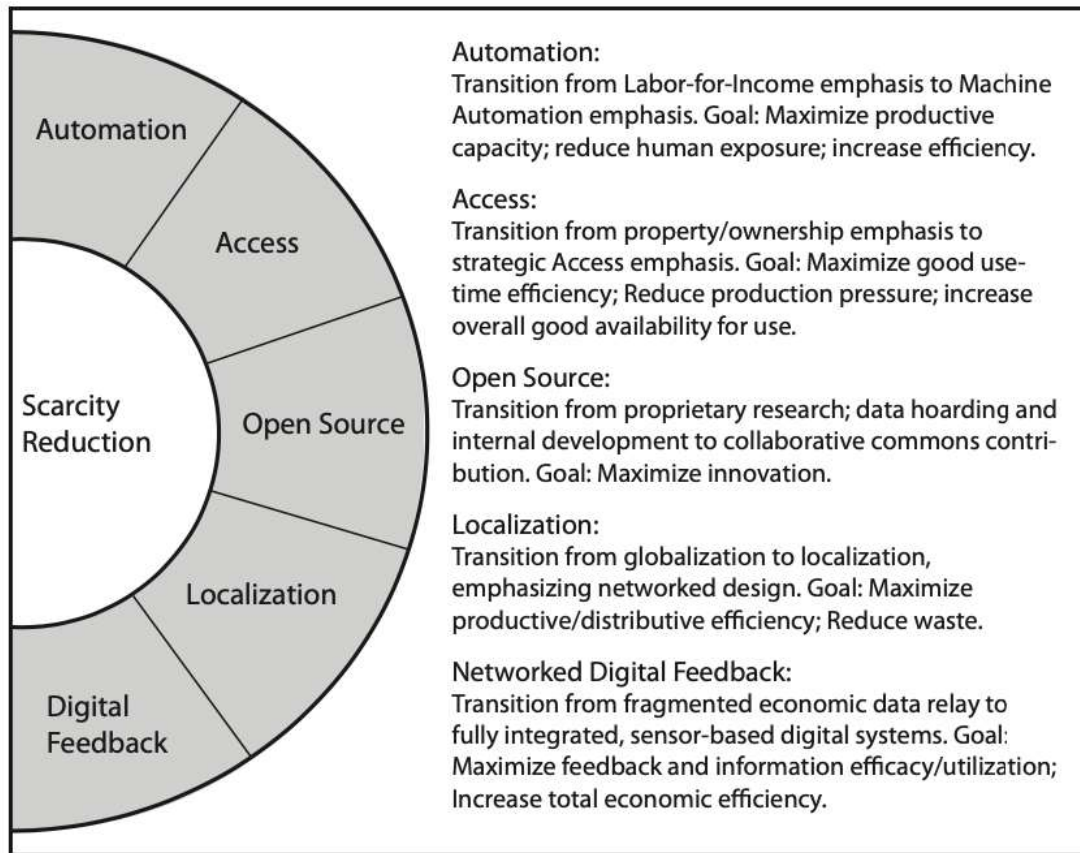 Automation
Access
Scarcity
Reduction
Open Source
Localization
Digital
Feedback
Automation:
Transition from Labor-for-Income emphasis to Machine
Automation emphasis. Goal: Maximize productive
capacity; reduce human exposure; increase efficiency.
Access:
Transition from property/ownership emphasis to
strategic Access emphasis. Goal: Maximize good use-
time efficiency; Reduce production pressure; increase
overall good availability for use.
Open Source:
Transition from proprietary research; data hoarding and
internal development to collaborative commons contri-
bution. Goal: Maximize innovation.
Localization:
Transition from globalization to localization,
emphasizing networked design. Goal: Maximize
productive/distributive efficiency; Reduce waste.
Networked Digital Feedback:
Transition from fragmented economic data relay to
fully integrated, sensor-based digital systems. Goal:
Maximize feedback and information efficacy/utilization;
Increase total economic efficiency.